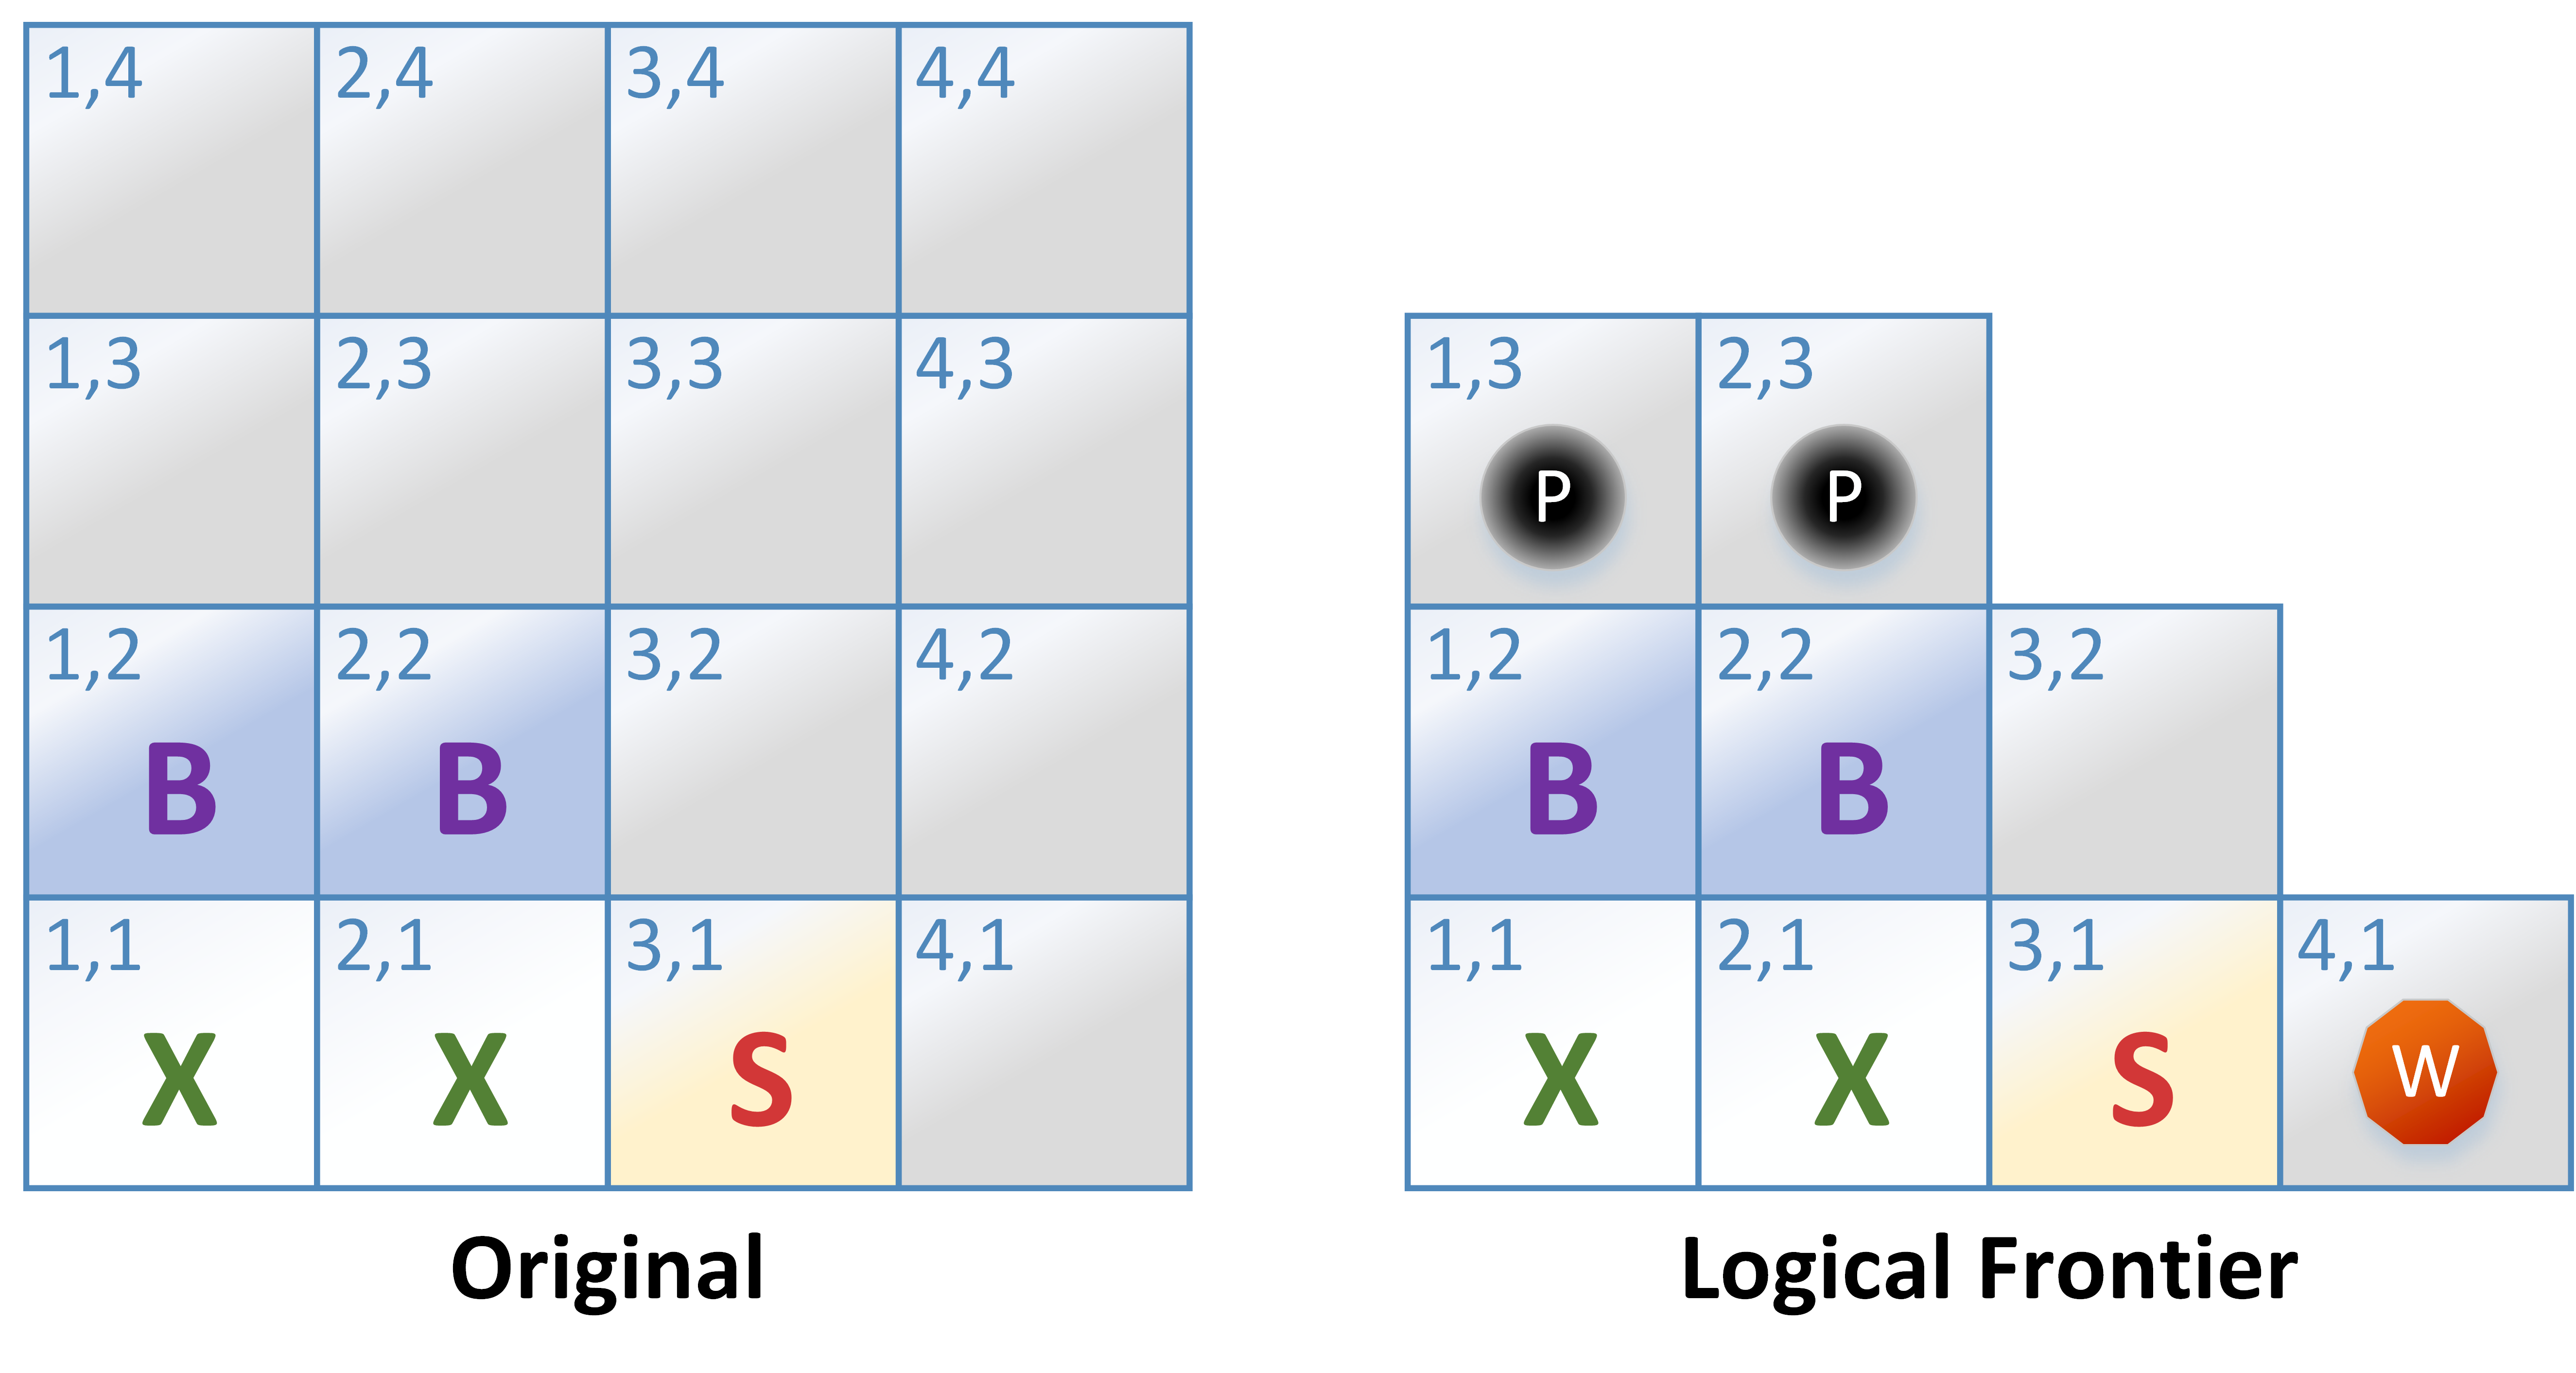 1,4 2,4 3,4 4,4
1,3 2,3 3,3 4,3
1,2 2,2 3,2 4,2
B B
1,1 2,1 3,1 4,1
X X S
Original
1,3 2,3
P P
1,2 2,2 3,2
B B
1,1 2,1 3,1 4,1
X X S W
Logical Frontier